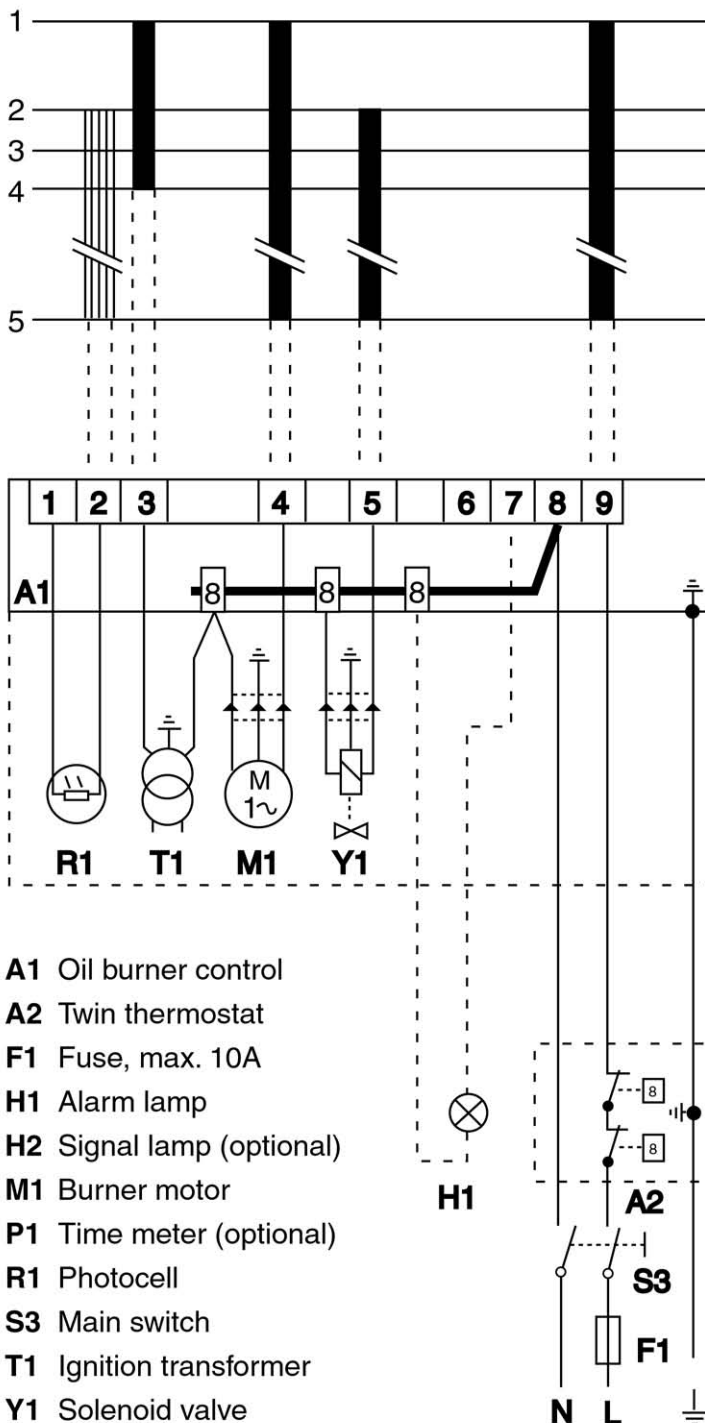 1
2
3
4
5
1 2 3 4 5 6 7 8 9
A1 8 8 8
M
1~
R1 T1 M1 Y1
A1 Oil burner control
A2 Twin thermostat
F1 Fuse, max. 10A
H1 Alarm lamp
H2 Signal lamp (optional)
M1 Burner motor
P1 Time meter (optional)
R1 Photocell
S3 Main switch
T1 Ignition transformer
Y1 Solenoid valve
8
8
H1 A2
S3
F1
N L